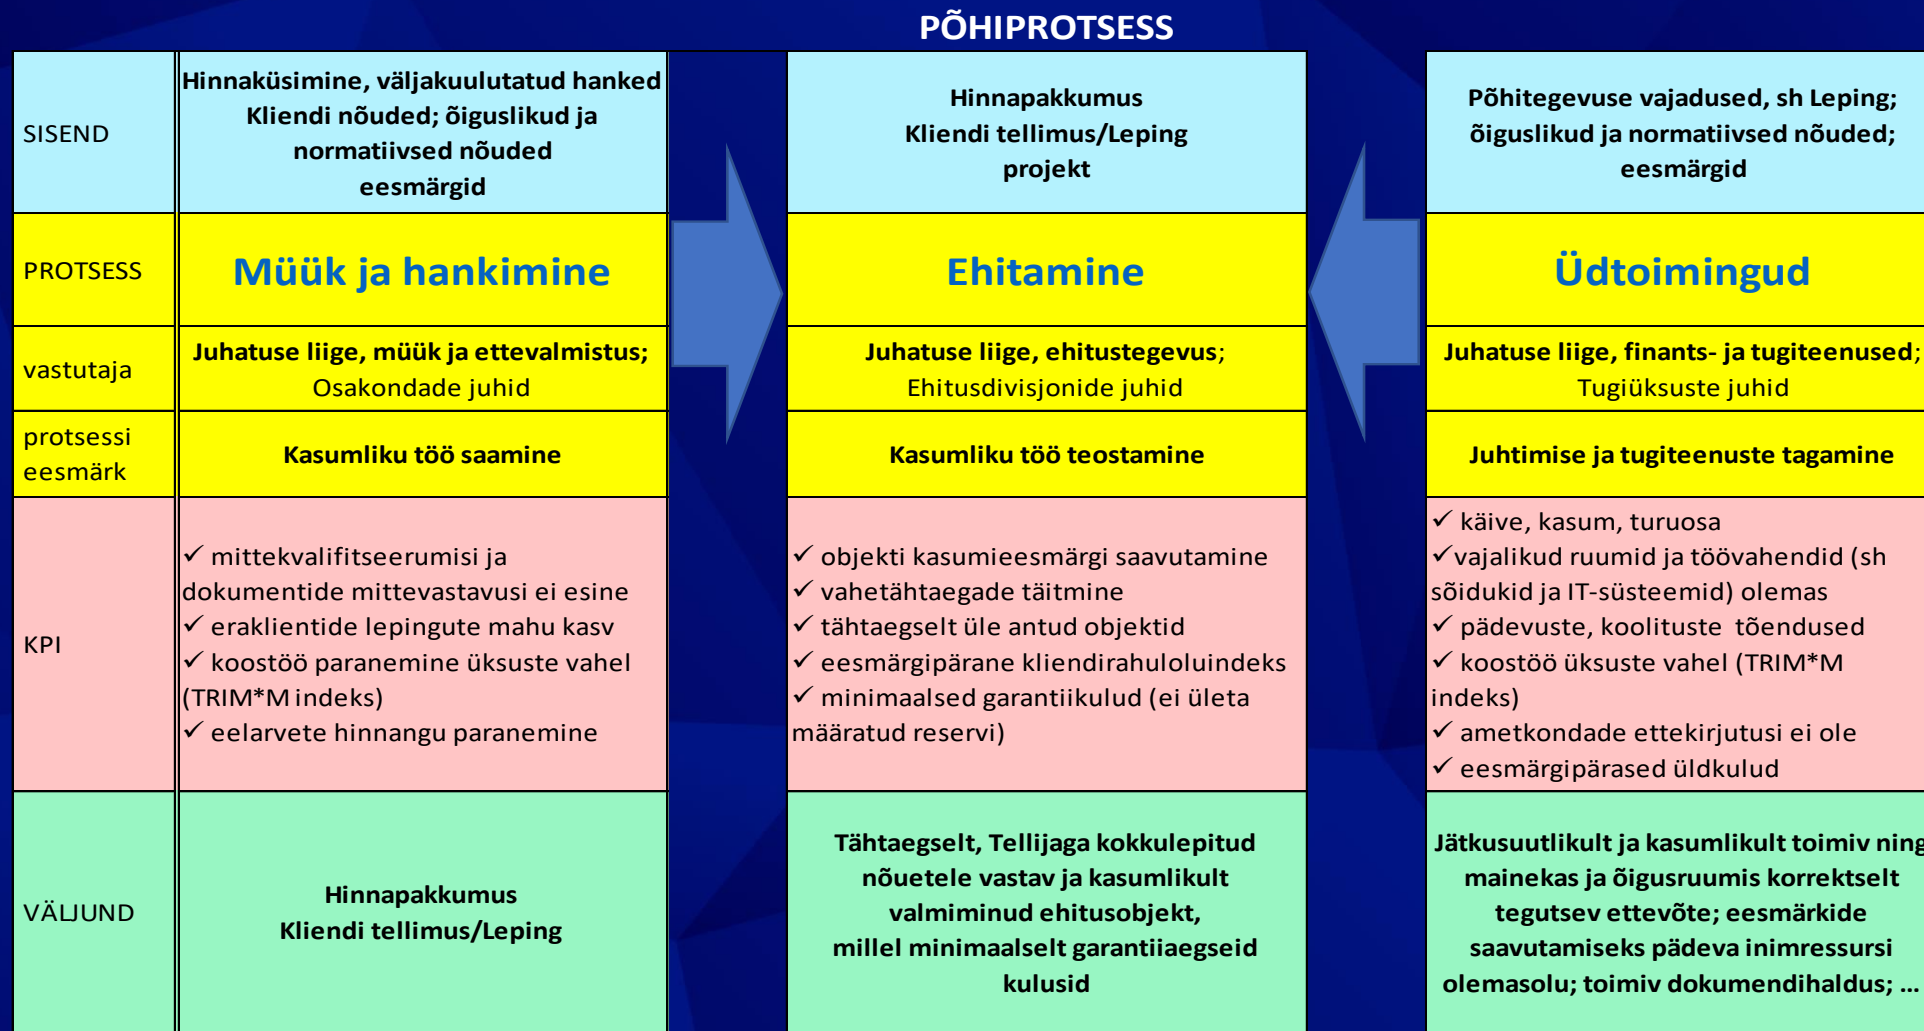 PÕHIPROTSESS
SISEND
Hinnaküsimine, väljakuulutatud hanked
Kliendi nõuded; õiguslikud ja
normatiivsed nõuded
eesmärgid
Hinnapakkumus
Kliendi tellimus/Leping
projekt
Põhitegevuse vajadused, sh Leping;
õiguslikud ja normatiivsed nõuded;
eesmärgid
PROTSESS
Müük ja hankimine
Ehitamine
Üdtoimingud
vastutaja
Juhatuse liige, müük ja ettevalmistus;
Osakondade juhid
Juhatuse liige, ehitustegevus;
Ehitusdivisjonide juhid
Juhatuse liige, finants- ja tugiteenused;
Tugiüksuste juhid
protsessi
eesmärk
Kasumliku töö saamine
Kasumliku töö teostamine
Juhtimise ja tugiteenuste tagamine
KPI
✓ mittekvalifitseerumisi ja
dokumentide mittevastavusi ei esine
✓ eraklientide lepingute mahu kasv
✓ koostöö paranemine üksuste vahel
(TRIM*M indeks)
✓ eelarvete hinnangu paranemine
✓ objekti kasumieesmärgi saavutamine
✓ vahetähtaegade täitmine
✓ tähtaegselt üle antud objektid
✓ eesmärgipärane kliendirahuloluindeks
✓ minimaalsed garantiikulud (ei ületa
määratud reservi)
✓ käive, kasum, turuosa
✓vajalikud ruumid ja töövahendid (sh
sõidukid ja IT-süsteemid) olemas
✓ pädevuste, koolituste tõendused
✓ koostöö üksuste vahel (TRIM*M
indeks)
✓ ametkondade ettekirjutusi ei ole
✓ eesmärgipärased üldkulud
VÄLJUND
Hinnapakkumus
Kliendi tellimus/Leping
Tähtaegselt, Tellijaga kokkulepitud
nõuetele vastav ja kasumlikult
valmiminud ehitusobjekt,
millel minimaalselt garantiiaegseid
kulusid
Jätkusuutlikult ja kasumlikult toimiv ning
mainekas ja õigusruumis korrektselt
tegutsev ettevõte; eesmärkide
saavutamiseks pädeva inimressursi
olemasolu; toimiv dokumendihaldus; ...